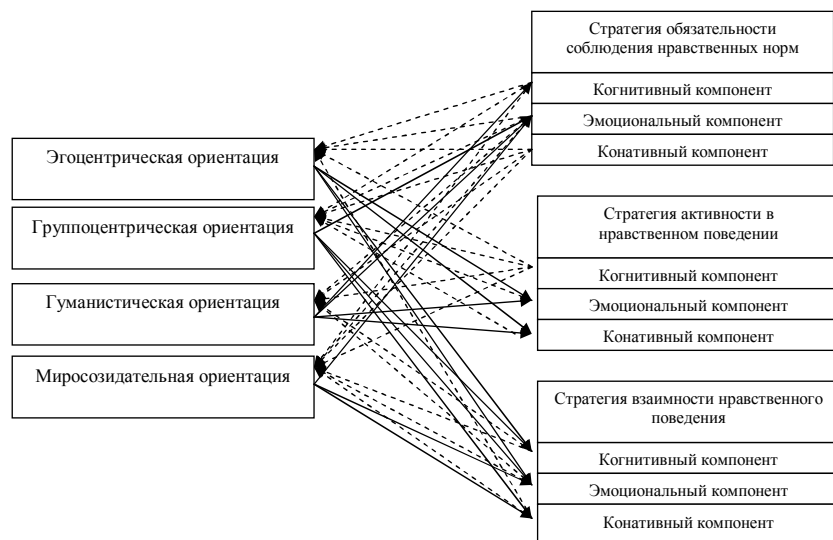 Эгоцентрическая ориентация
Группоцентрическая ориентация
Гуманистическая ориентация
Миросозидательная ориентация
Стратегия обязательности
соблюдения нравственных норм
Когнитивный компонент
Эмоциональный компонент
Конативный компонент
Стратегия активности в
нравственном поведении
Когнитивный компонент
Эмоциональный компонент
Конативный компонент
Стратегия взаимности нравственного
поведения
Когнитивный компонент
Эмоциональный компонент
Конативный компонент